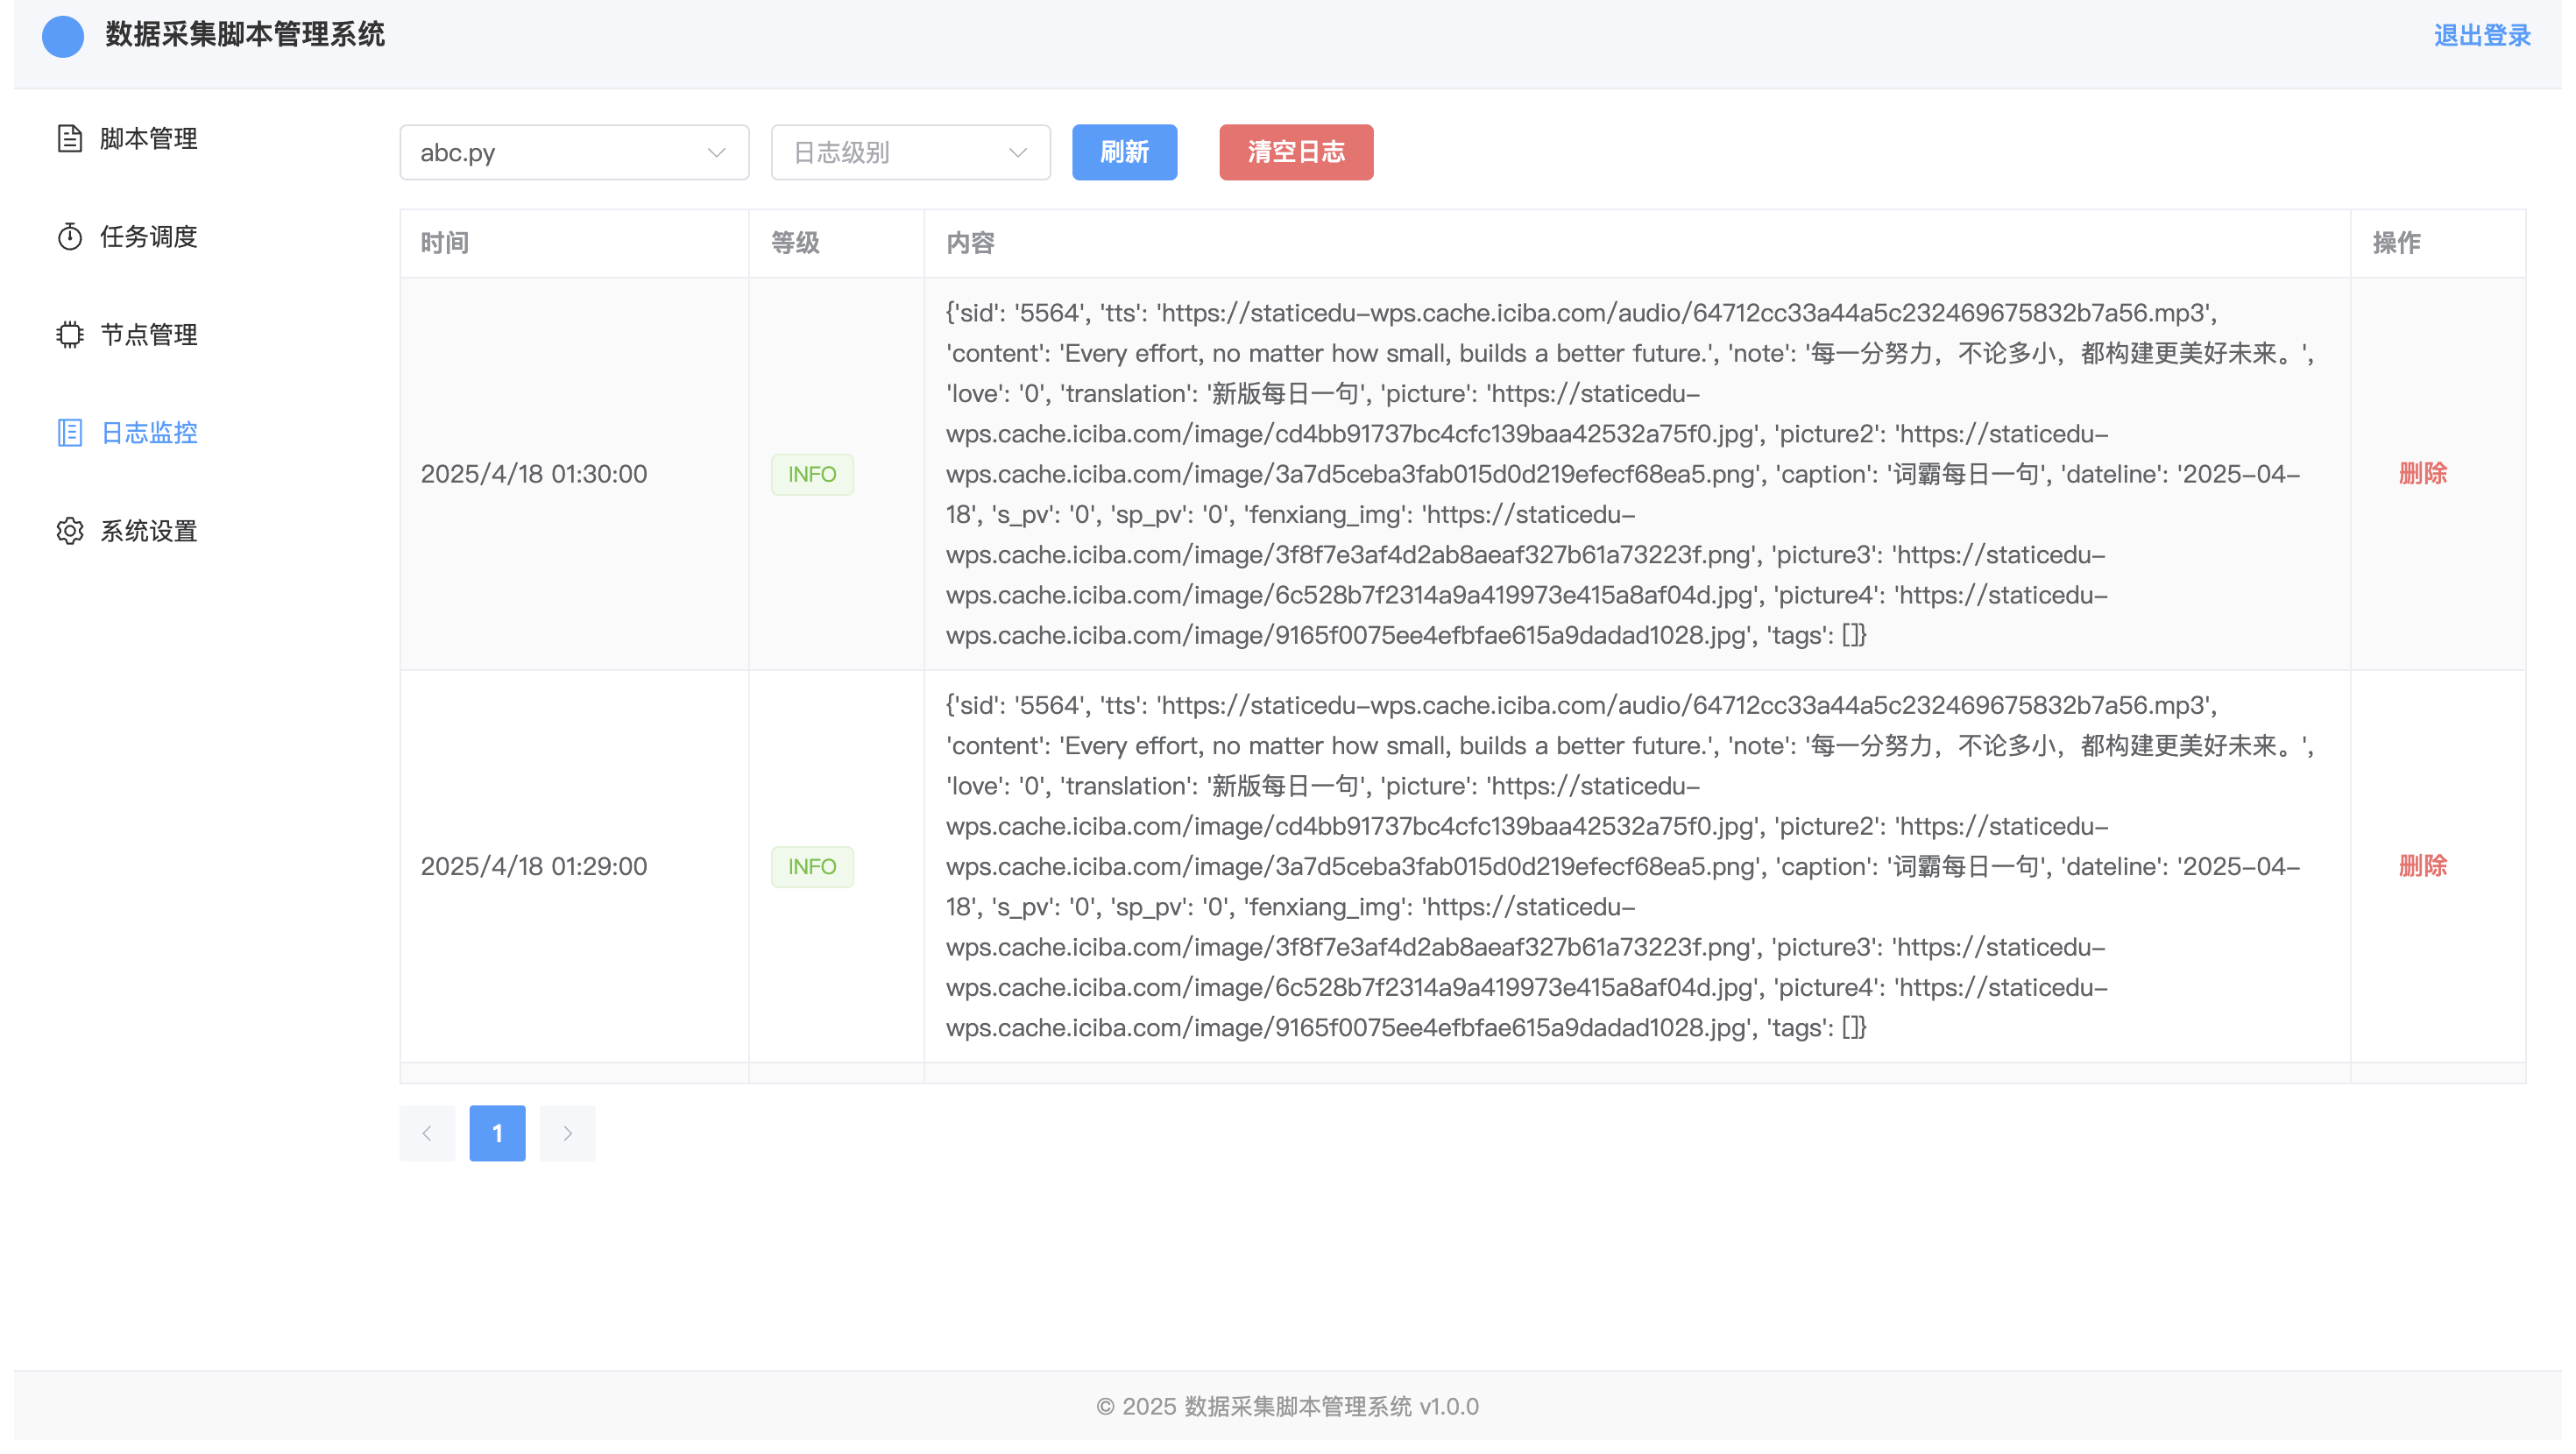 数据采集脚本管理系统
退出登录
脚本管理
任务调度
节点管理
日志监控
系统设置
abc.py
日志级别
刷新
清空日志
时间
等级
内容
操作
2025/4/18 01:30:00
INFO
{'sid': '5564', 'tts': 'https://staticedu-wps.cache.iciba.com/audio/64712cc33a44a5c232469675832b7a56.mp3',
'content': 'Every effort, no matter how small, builds a better future.', 'note': '每一分努力，不论多小，都构建更美好未来。',
'love': '0', 'translation': '新版每日一句', 'picture': 'https://staticedu-
wps.cache.iciba.com/image/cd4bb91737bc4cfc139baa42532a75f0.jpg', 'picture2': 'https://staticedu-
wps.cache.iciba.com/image/3a7d5ceba3fab015d0d219efecf68ea5.png', 'caption': '词霸每日一句', 'dateline': '2025-04-
18', 's_pv': '0', 'sp_pv': '0', 'fenxiang_img': 'https://staticedu-
wps.cache.iciba.com/image/3f8f7e3af4d2ab8aeaf327b61a73223f.png', 'picture3': 'https://staticedu-
wps.cache.iciba.com/image/6c528b7f2314a9a419973e415a8af04d.jpg', 'picture4': 'https://staticedu-
wps.cache.iciba.com/image/9165f0075ee4efbfae615a9dadad1028.jpg', 'tags': []}
删除
2025/4/18 01:29:00
INFO
{'sid': '5564', 'tts': 'https://staticedu-wps.cache.iciba.com/audio/64712cc33a44a5c232469675832b7a56.mp3',
'content': 'Every effort, no matter how small, builds a better future.', 'note': '每一分努力，不论多小，都构建更美好未来。',
'love': '0', 'translation': '新版每日一句', 'picture': 'https://staticedu-
wps.cache.iciba.com/image/cd4bb91737bc4cfc139baa42532a75f0.jpg', 'picture2': 'https://staticedu-
wps.cache.iciba.com/image/3a7d5ceba3fab015d0d219efecf68ea5.png', 'caption': '词霸每日一句', 'dateline': '2025-04-
18', 's_pv': '0', 'sp_pv': '0', 'fenxiang_img': 'https://staticedu-
wps.cache.iciba.com/image/3f8f7e3af4d2ab8aeaf327b61a73223f.png', 'picture3': 'https://staticedu-
wps.cache.iciba.com/image/6c528b7f2314a9a419973e415a8af04d.jpg', 'picture4': 'https://staticedu-
wps.cache.iciba.com/image/9165f0075ee4efbfae615a9dadad1028.jpg', 'tags': []}
删除
1
© 2025 数据采集脚本管理系统 v1.0.0